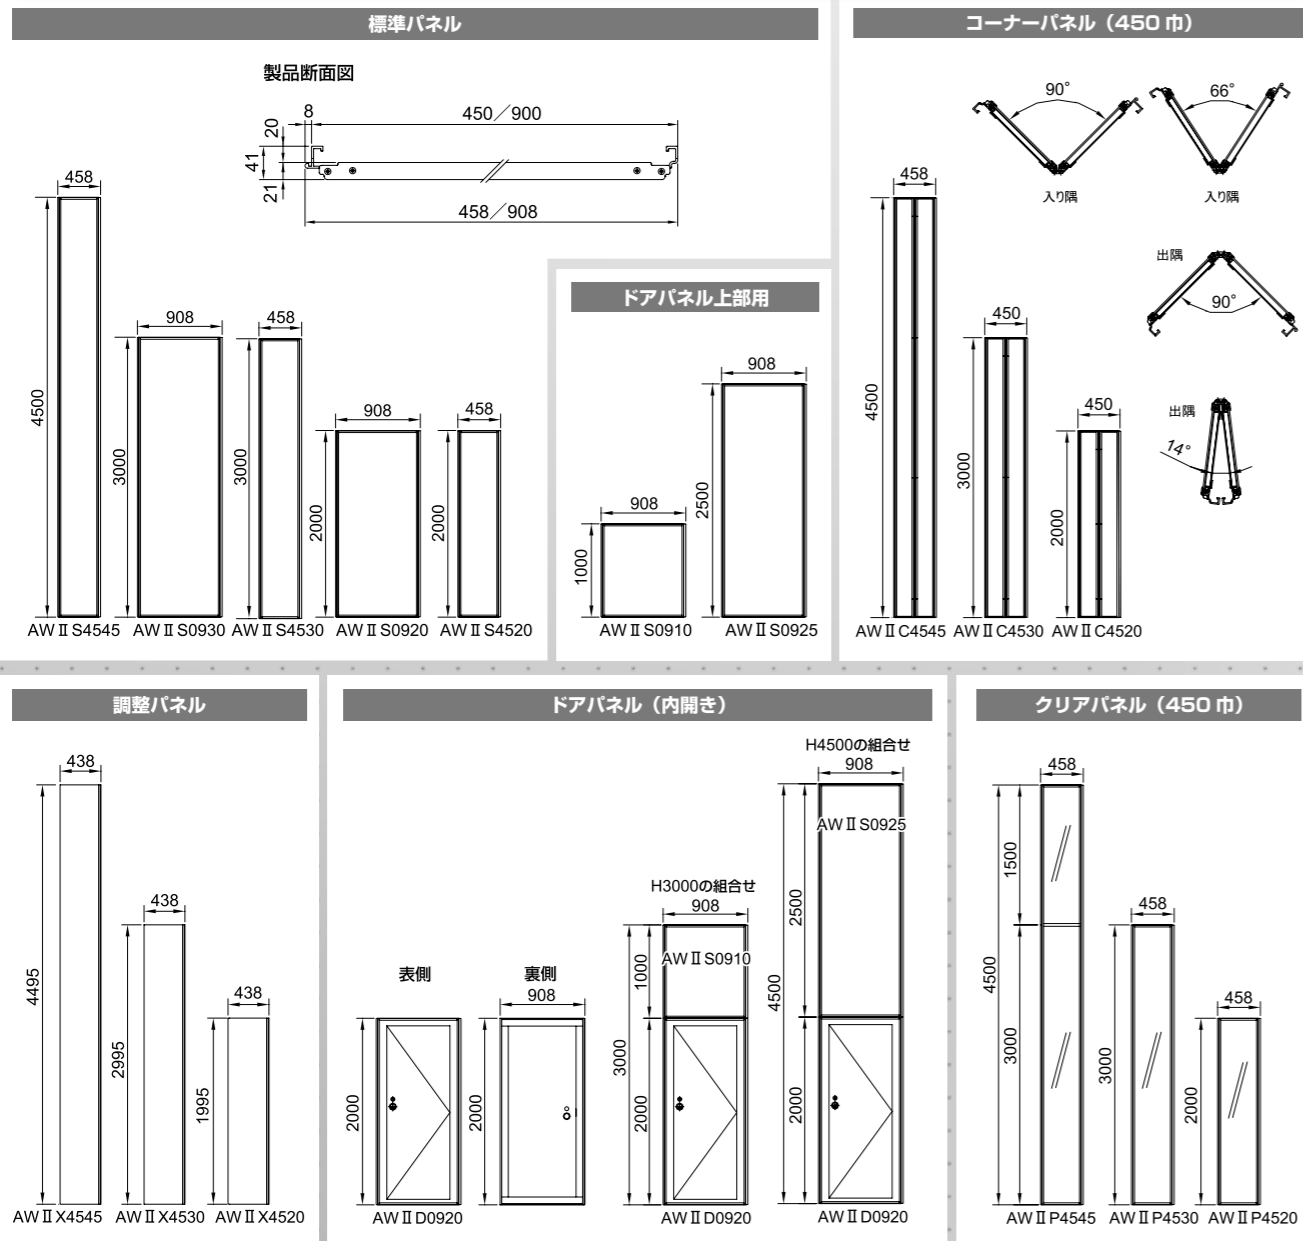 標準パネル
製品断面図
8
450／900
20
41
21
458／908
458
4500
AWⅡS4545
908
3000
AWⅡS0930
458
3000
AWⅡS4530
908
2000
AWⅡS0920
458
2000
AWⅡS4520
ドアパネル上部用
908
1000
AWⅡS0910
908
2500
AWⅡS0925
コーナーパネル（450巾）
90°
入り隅
66°
入り隅
出隅
90°
出隅
14°
458
4500
AWⅡC4545
450
3000
AWⅡC4530
450
2000
AWⅡC4520
調整パネル
438
4495
AWⅡX4545
438
2995
AWⅡX4530
438
1995
AWⅡX4520
ドアパネル（内開き）
表側
2000
AWⅡD0920
裏側
908
2000
H3000の組合せ
908
AWⅡS0910
1000
3000
2000
AWⅡD0920
H4500の組合せ
908
AWⅡS0925
2500
4500
2000
AWⅡD0920
クリアパネル（450巾）
458
1500
4500
3000
AWⅡP4545
458
3000
AWⅡP4530
458
2000
AWⅡP4520